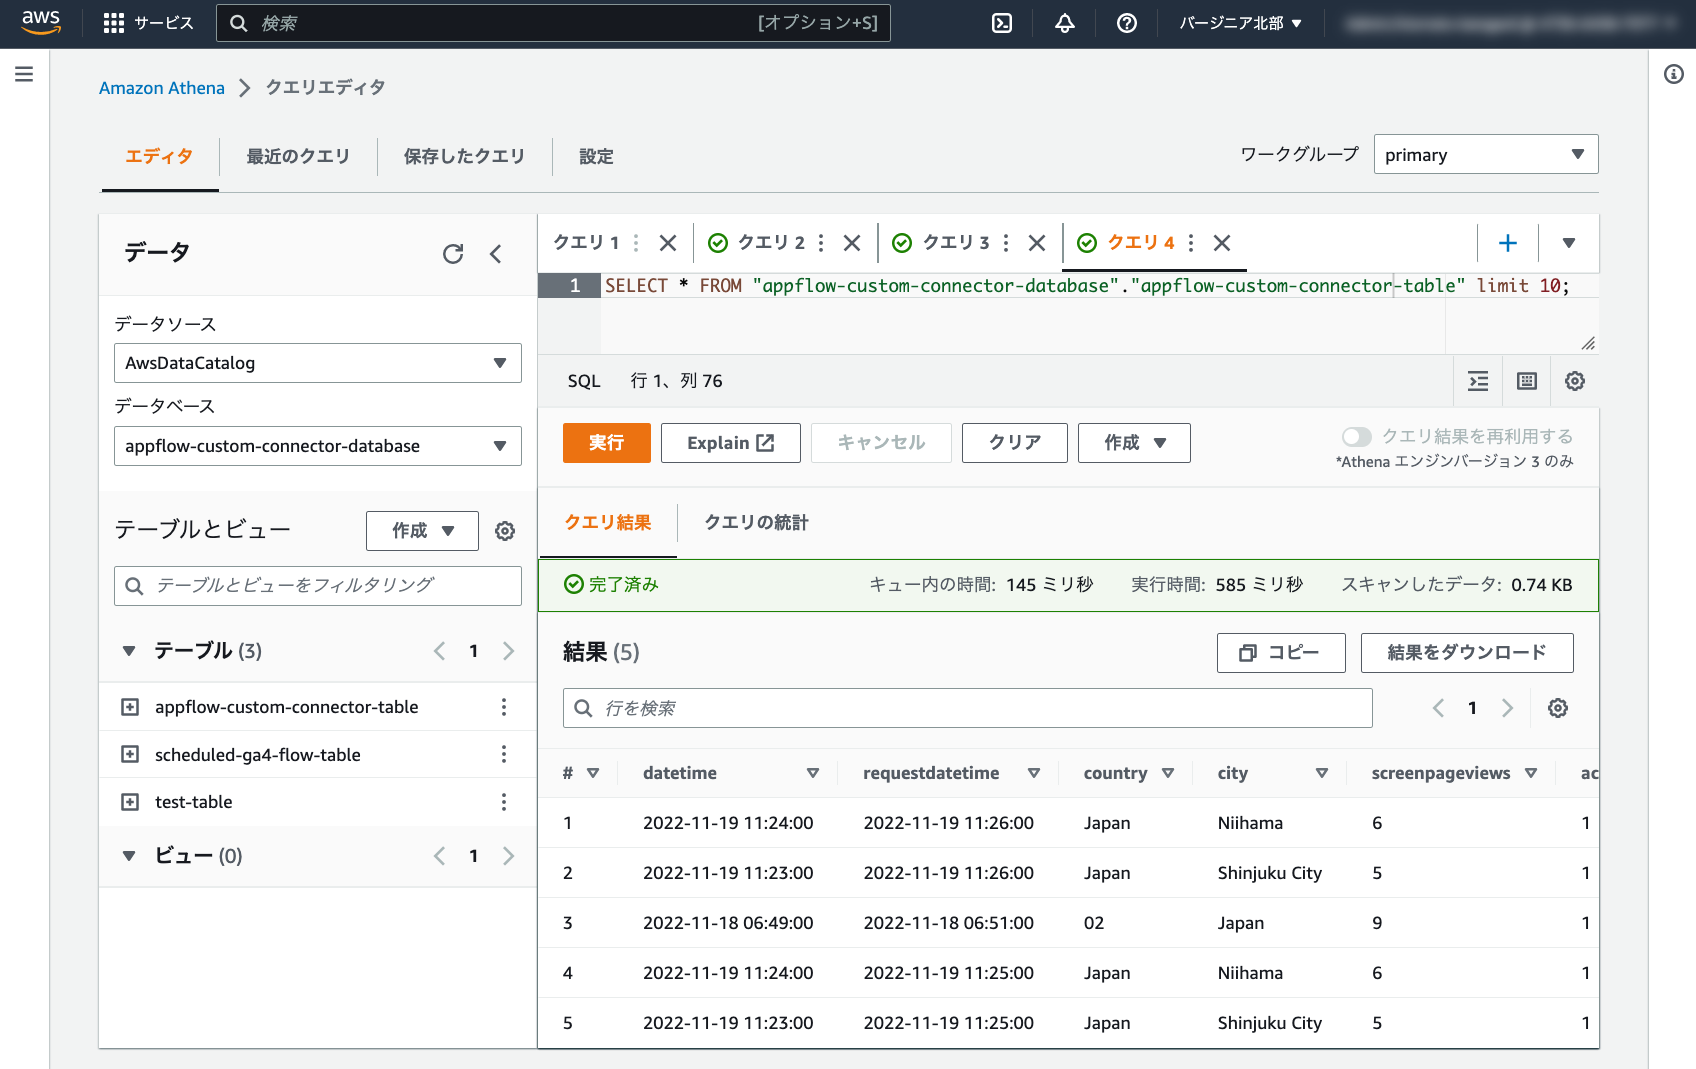 aws サービス 検索 [オプション+S] バージニア北部
Amazon Athena クエリエディタ
エディタ 最近のクエリ 保存したクエリ 設定 ワークグループ primary
データ
データソース
AwsDataCatalog
データベース
appflow-custom-connector-database
テーブルとビュー 作成
テーブルとビューをフィルタリング
テーブル (3) 1
appflow-custom-connector-table
scheduled-ga4-flow-table
test-table
ビュー (0) 1
クエリ 1 クエリ 2 クエリ 3 クエリ 4
1 SELECT * FROM "appflow-custom-connector-database"."appflow-custom-connector-table" limit 10;
SQL 行 1、列 76
実行 Explain キャンセル クリア 作成 クエリ結果を再利用する
*Athena エンジンバージョン 3 のみ
クエリ結果 クエリの統計
完了済み キュー内の時間: 145 ミリ秒 実行時間: 585 ミリ秒 スキャンしたデータ: 0.74 KB
結果 (5) コピー 結果をダウンロード
行を検索 1
# datetime requestdatetime country city screenpageviews ac
1 2022-11-19 11:24:00 2022-11-19 11:26:00 Japan Niihama 6 1
2 2022-11-19 11:23:00 2022-11-19 11:26:00 Japan Shinjuku City 5 1
3 2022-11-18 06:49:00 2022-11-18 06:51:00 02 Japan 9 1
4 2022-11-19 11:24:00 2022-11-19 11:25:00 Japan Niihama 6 1
5 2022-11-19 11:23:00 2022-11-19 11:25:00 Japan Shinjuku City 5 1